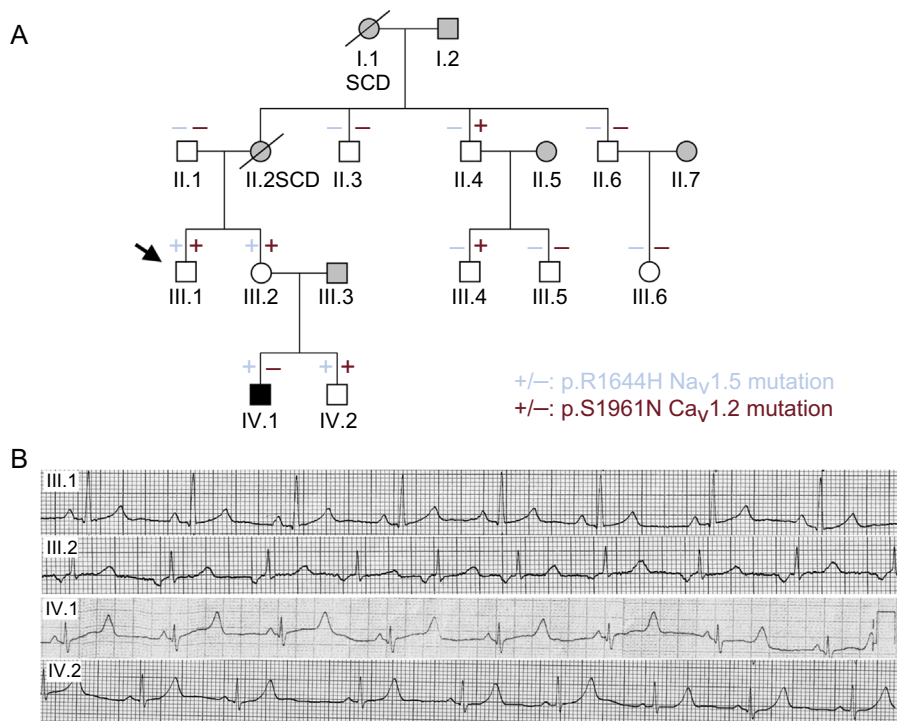 A
I.1
I.2
SCD
– –
– –
– +
– –
II.1
II.2SCD
II.3
II.4
II.5
II.6
II.7
+ +
+ +
– +
– –
– –
III.1
III.2
III.3
III.4
III.5
III.6
+ –
+ +
IV.1
IV.2
+/–: p.R1644H NaV1.5 mutation
+/–: p.S1961N CaV1.2 mutation
B
III.1
III.2
IV.1
IV.2